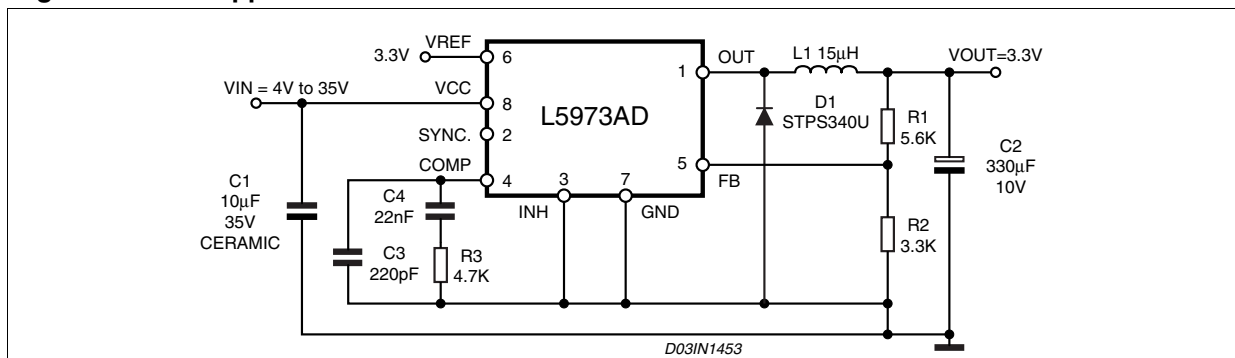 VREF
3.3V
6
OUT
L1 15μH
VOUT=3.3V
1
VIN = 4V to 35V
VCC
8
L5973AD
D1
STPS340U
R1
5.6K
SYNC.
2
C2
330μF
10V
COMP
4
3
7
5
FB
C1
10μF
35V
CERAMIC
C4
22nF
INH
GND
R2
3.3K
C3
220pF
R3
4.7K
D03IN1453